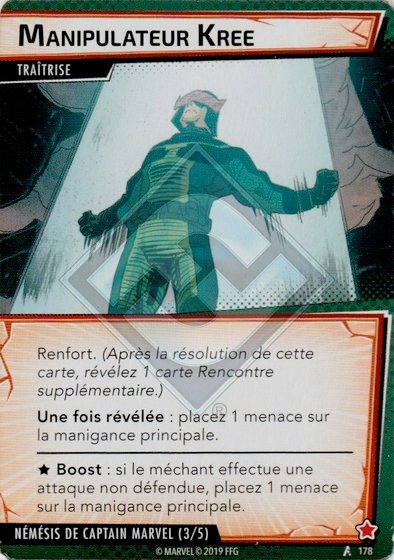 Manipulateur Kree
TRAÎTRISE
Renfort. (Après la résolution de cette
carte, révélez 1 carte Rencontre
supplémentaire.)
Une fois révélée : placez 1 menace sur
la manigance principale.
★ Boost : si le méchant effectue une
attaque non défendue, placez 1 menace
sur la manigance principale.
NÉMÉSIS DE CAPTAIN MARVEL (3/5)
© MARVEL © 2019 FFG
178